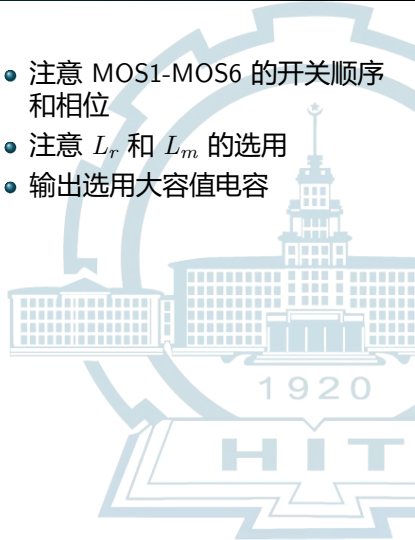 注意 MOS1-MOS6 的开关顺序
和相位
注意 Lr 和 Lm 的选用
输出选用大容值电容
1920
HIT